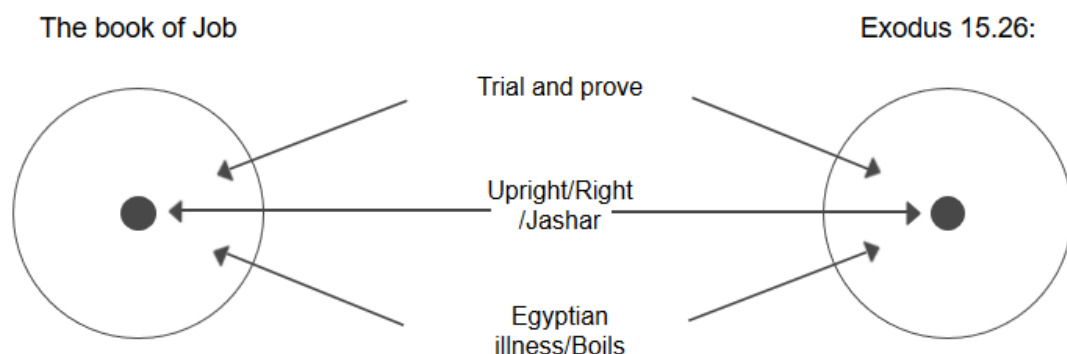 The book of Job
Exodus 15.26:
Trial and prove
Upright/Right
/Jashar
Egyptian
illness/Boils